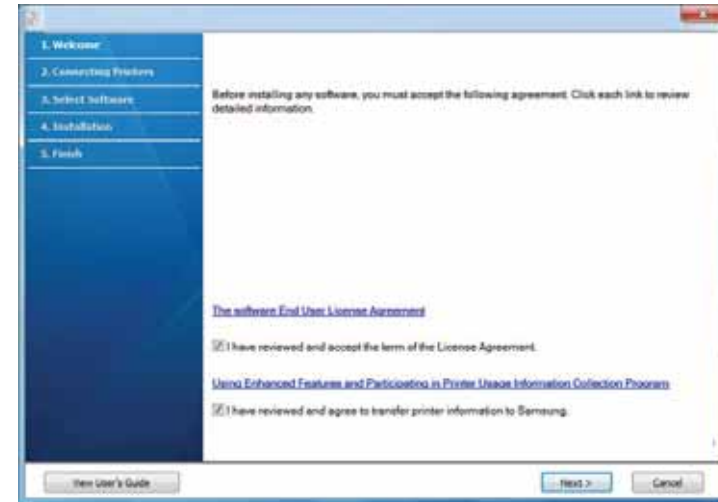 1. Welcome
2. Connecting Printers
3. Select Software
4. Installation
5. Finish
Before installing any software, you must accept the following agreement. Click each link to review
detailed information.
The software End User License Agreement
I have reviewed and accept the term of the License Agreement.
Using Enhanced Features and Participating in Printer Usage Information Collection Program
I have reviewed and agree to transfer printer information to Samsung.
View User's Guide
Next >
Cancel